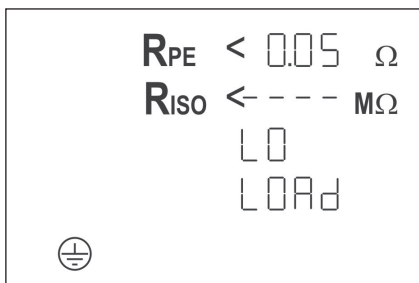 RPE < 0.05 Ω
RISO <---- MΩ
LO
LOAd